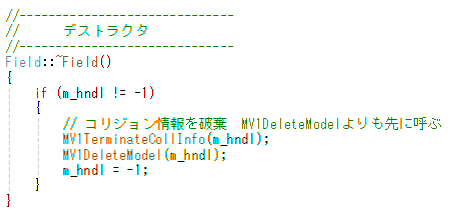 //------------------------------
//      デストラクタ
//------------------------------
Field::~Field()
{
    if (m_hndl != -1)
    {
        // コリジョン情報を破棄　MV1DeleteModelよりも先に呼ぶ
        MV1TerminateCollInfo(m_hndl);
        MV1DeleteModel(m_hndl);
        m_hndl = -1;
    }
}